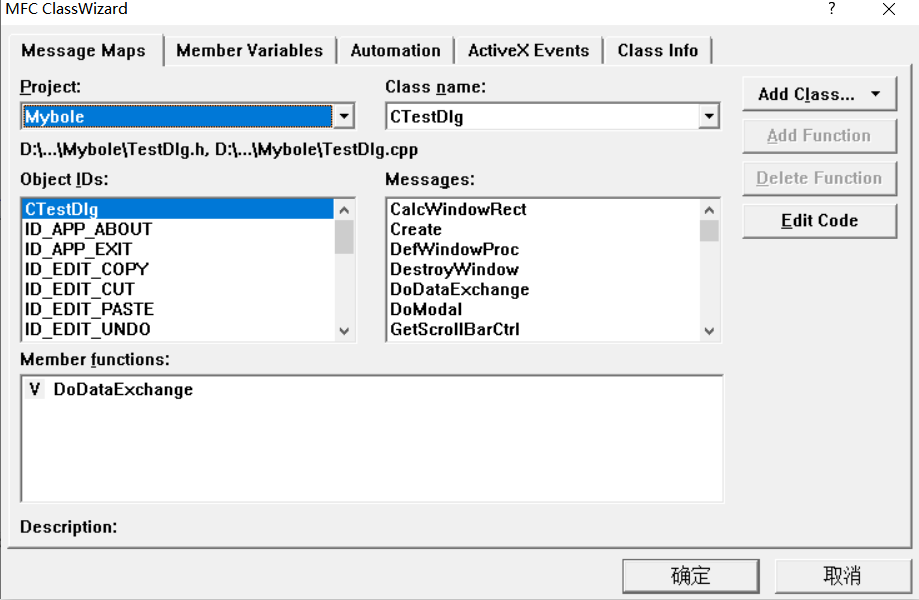 MFC ClassWizard
?
Message Maps
Member Variables
Automation
ActiveX Events
Class Info
Project:
Class name:
Mybole
CTestDlg
Add Class...
Add Function
Delete Function
Edit Code
D:\...\Mybole\TestDlg.h, D:\...\Mybole\TestDlg.cpp
Object IDs:
Messages:
CTestDlg
ID_APP_ABOUT
ID_APP_EXIT
ID_EDIT_COPY
ID_EDIT_CUT
ID_EDIT_PASTE
ID_EDIT_UNDO
CalcWindowRect
Create
DefWindowProc
DestroyWindow
DoDataExchange
DoModal
GetScrollBarCtrl
Member functions:
V DoDataExchange
Description:
确定
取消